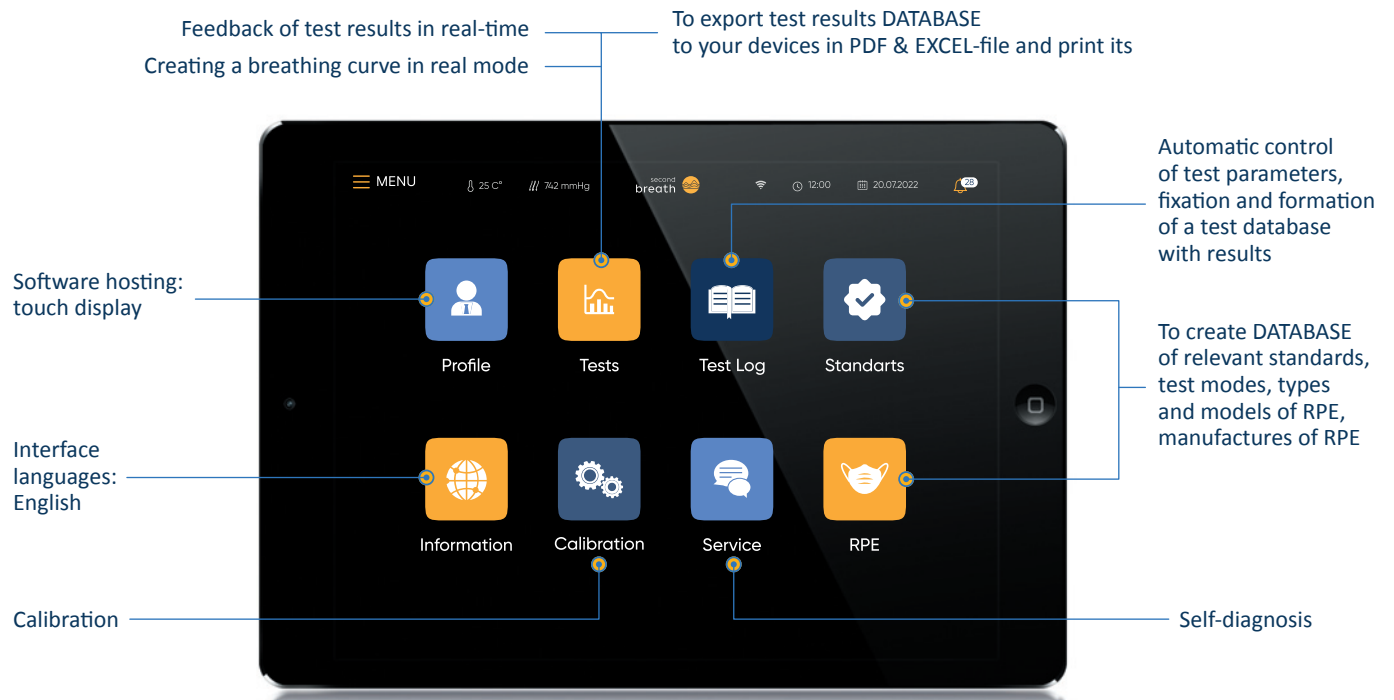 Feedback of test results in real-time
Creating a breathing curve in real mode
To export test results DATABASE
to your devices in PDF & EXCEL-file and print its
MENU
25 C°
742 mmHg
second
breath
12:00
20.07.2022
28
Automatic control
of test parameters,
fixation and formation
of a test database
with results
Software hosting:
touch display
Profile
Tests
Test Log
Standarts
To create DATABASE
of relevant standards,
test modes, types
and models of RPE,
manufactures of RPE
Interface
languages:
English
Information
Calibration
Service
RPE
Calibration
Self-diagnosis